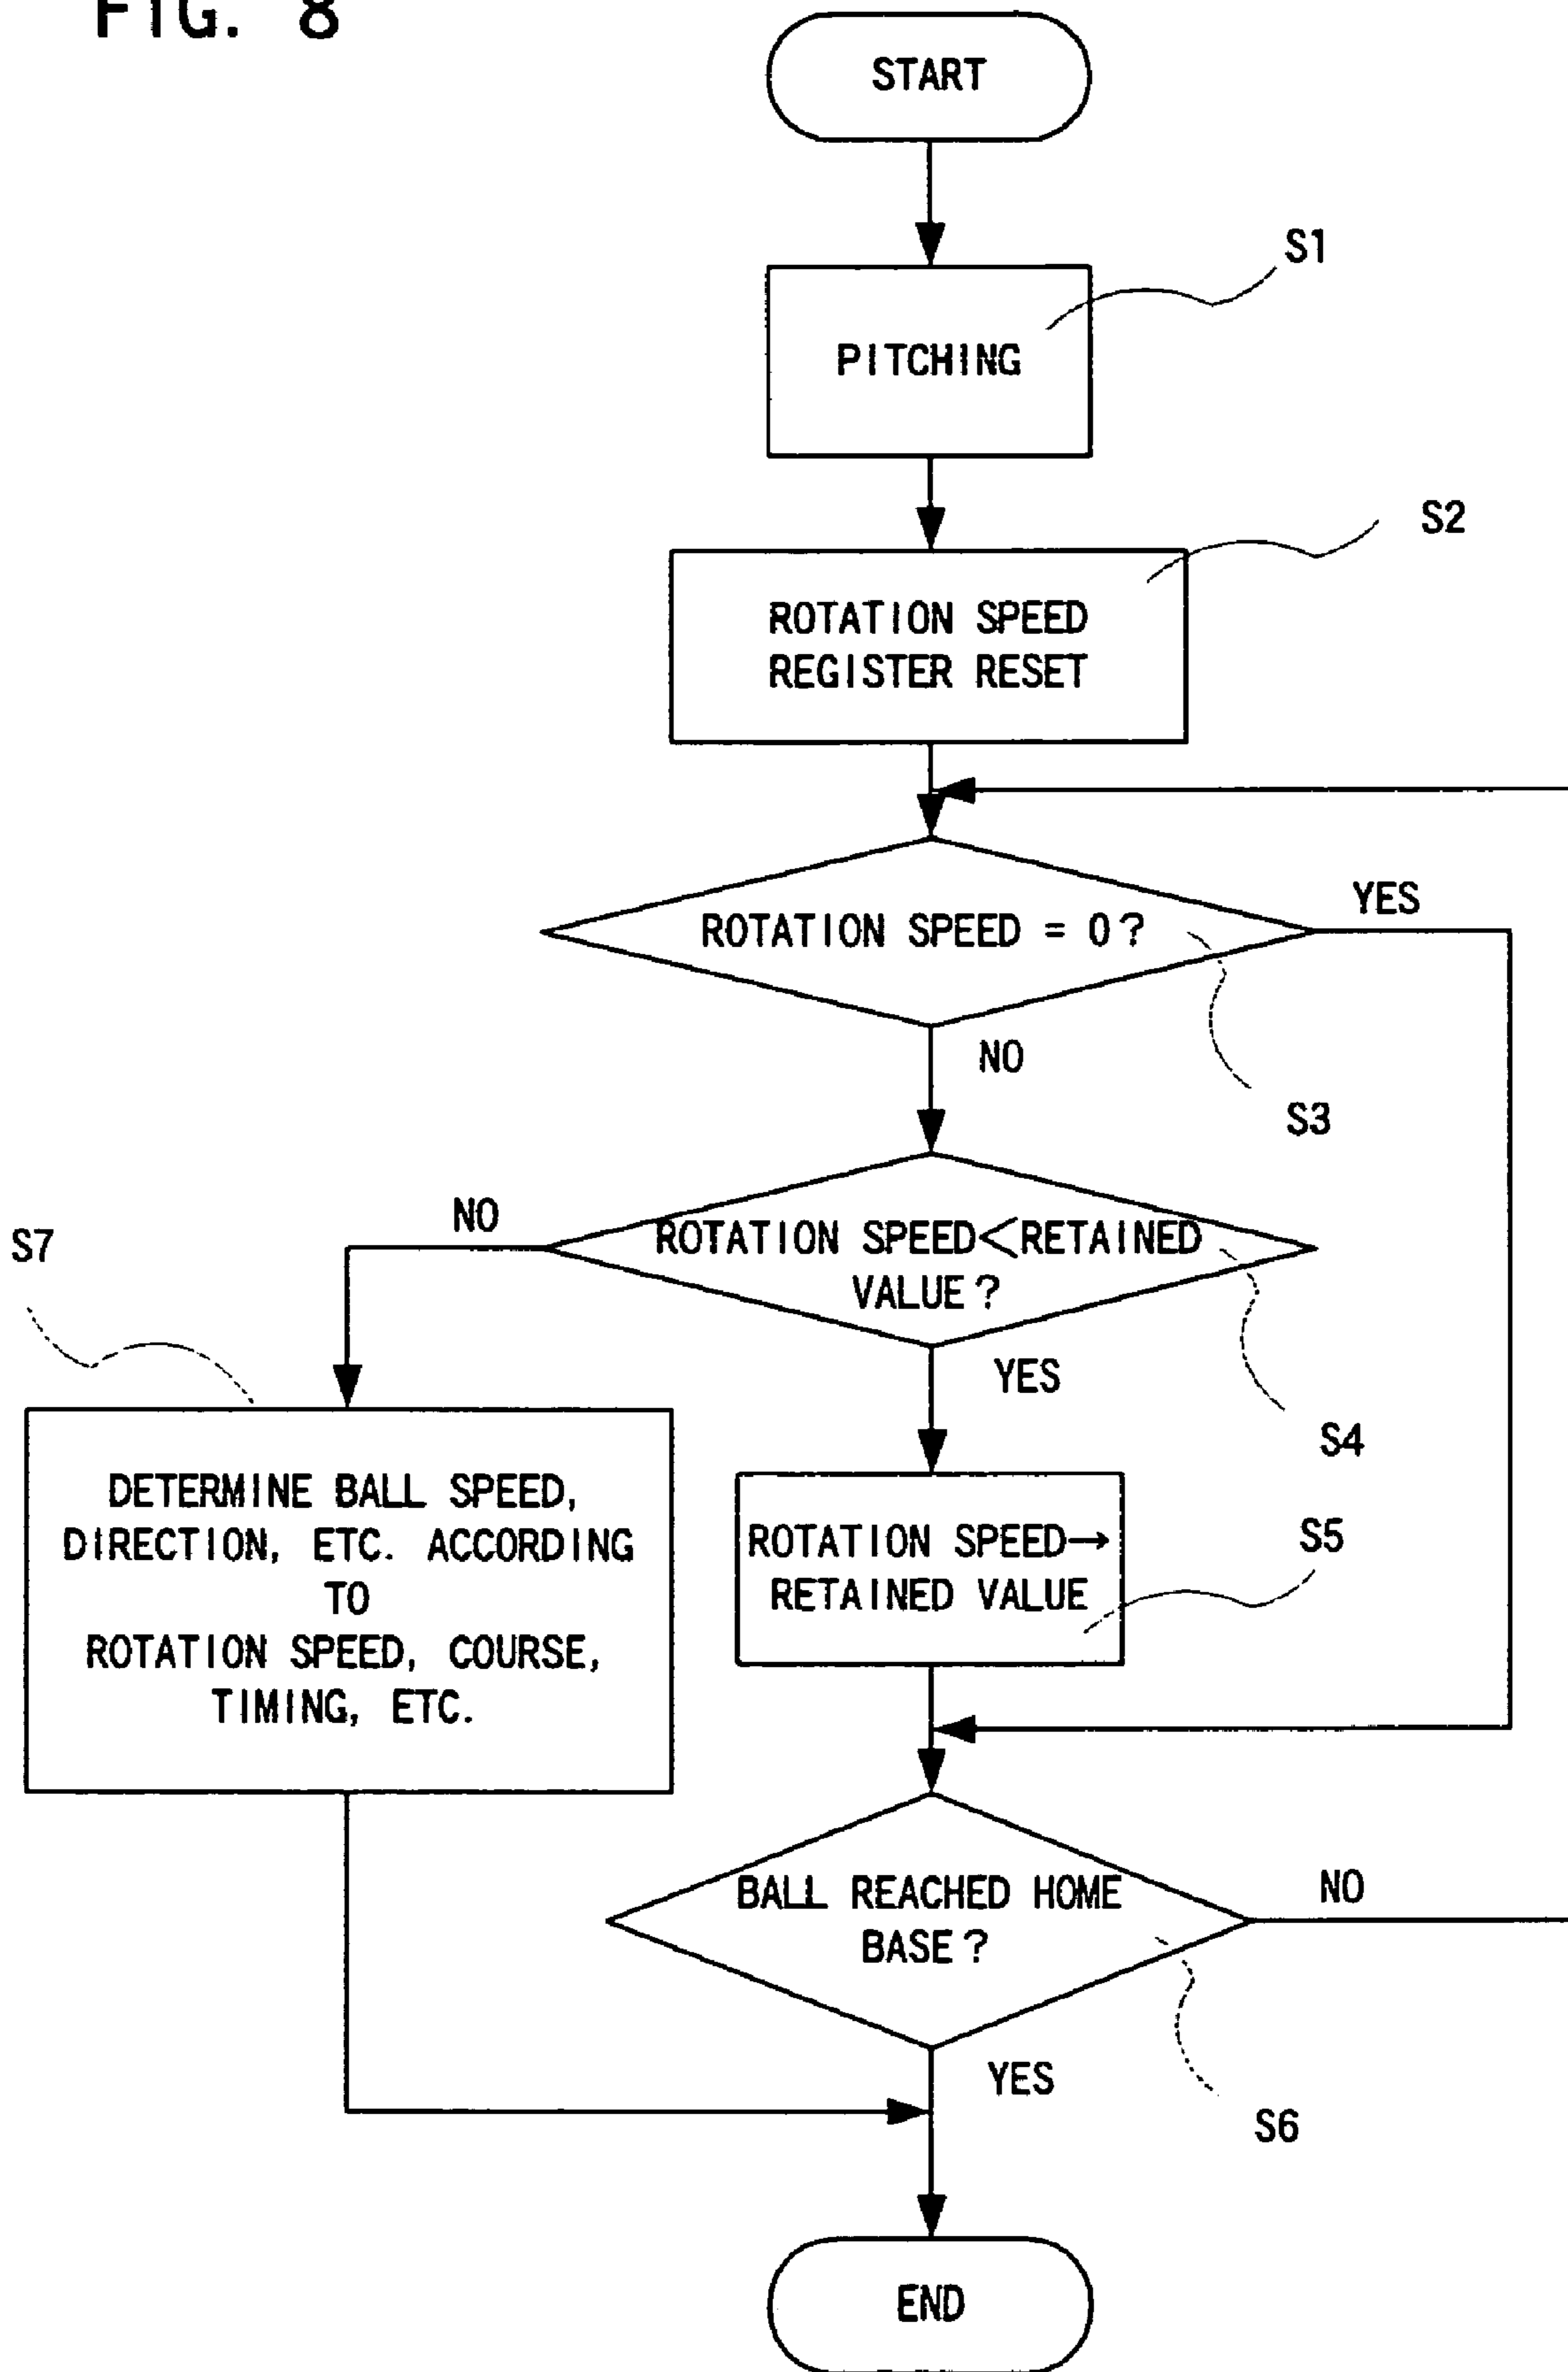 FIG. 8
START
S1
PITCHING
S2
ROTATION SPEED
REGISTER RESET
ROTATION SPEED = 0?
YES
NO
S3
NO
ROTATION SPEED<RETAINED
VALUE?
S7
YES
S4
DETERMINE BALL SPEED,
DIRECTION, ETC. ACCORDING
TO
ROTATION SPEED, COURSE,
TIMING, ETC.
ROTATION SPEED→
RETAINED VALUE
S5
BALL REACHED HOME
BASE?
NO
YES
S6
END